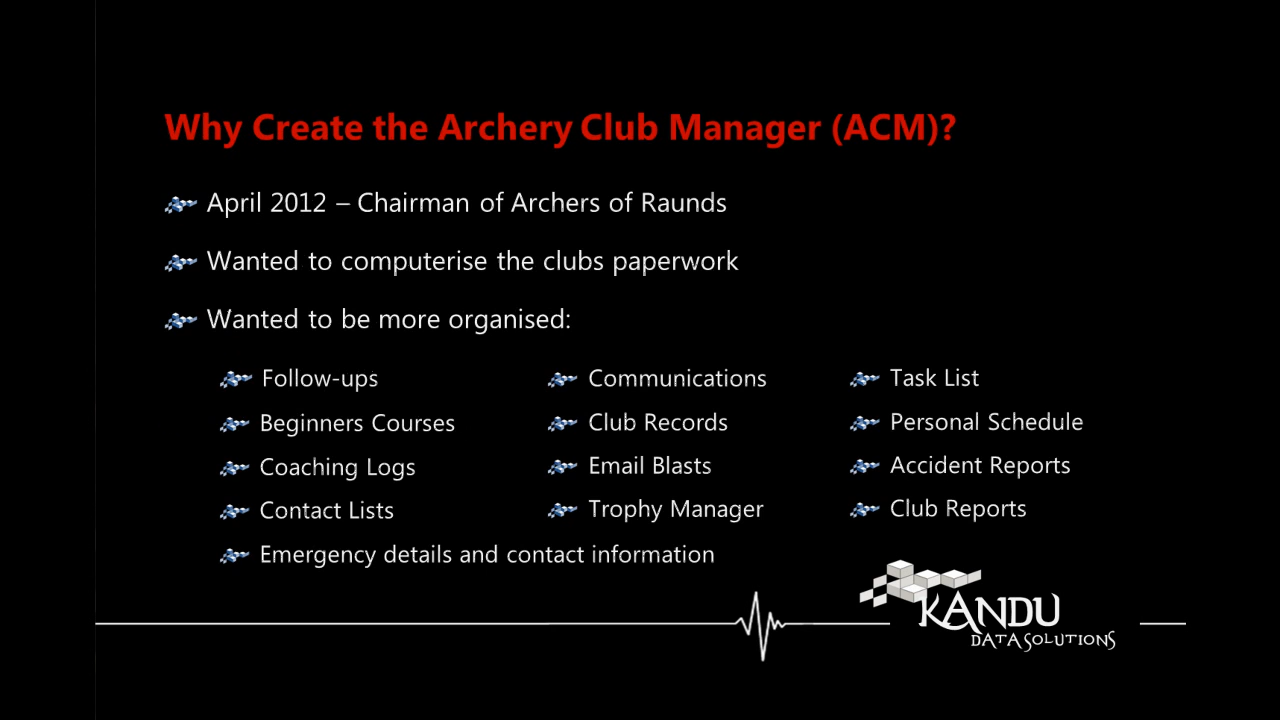 Why Create the Archery Club Manager (ACM)?
April 2012 – Chairman of Archers of Raunds
Wanted to computerise the clubs paperwork
Wanted to be more organised:
Follow-ups
Beginners Courses
Coaching Logs
Contact Lists
Emergency details and contact information
Communications
Club Records
Email Blasts
Trophy Manager
Task List
Personal Schedule
Accident Reports
Club Reports
KANDU
DATA SOLUTIONS